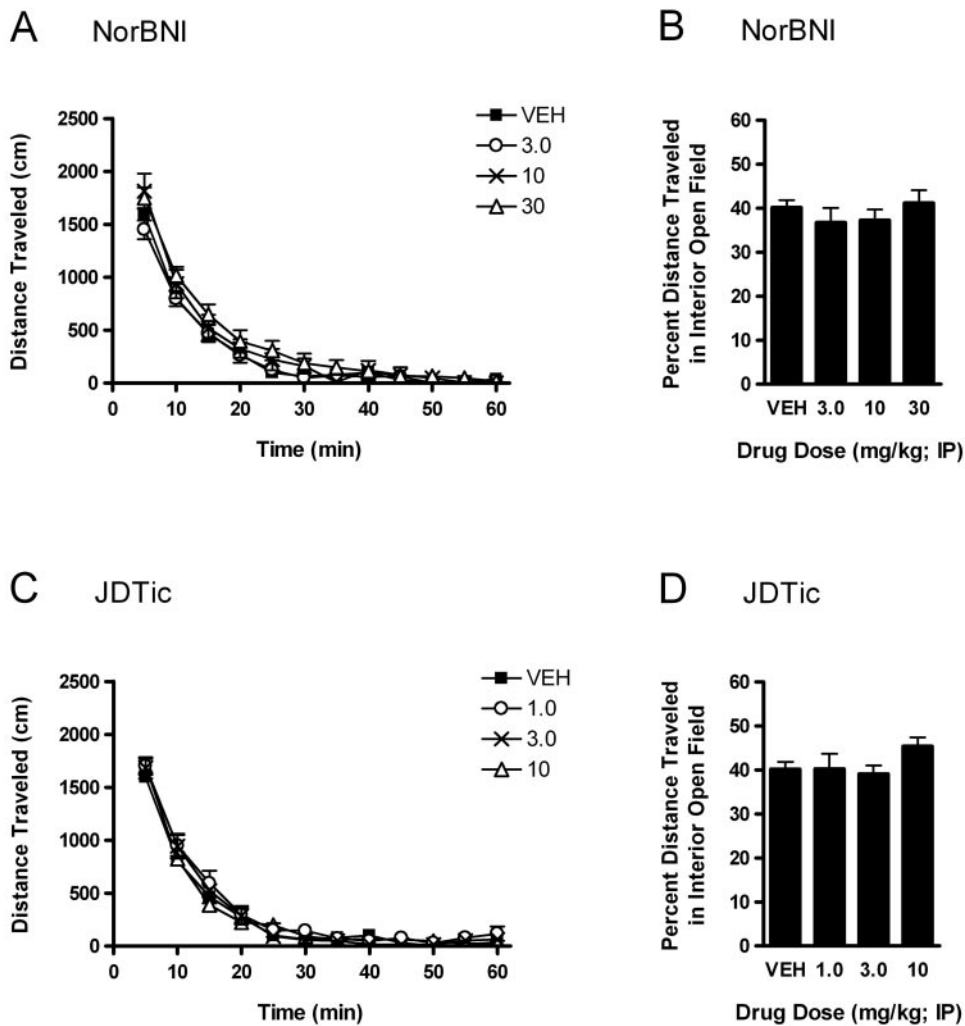 A NorBNI
Distance Traveled (cm)
2500
2000
1500
1000
500
0
0 10 20 30 40 50 60
Time (min)
VEH
3.0
10
30
B NorBNI
Percent Distance Traveled
in Interior Open Field
60
50
40
30
20
10
0
VEH 3.0 10 30
Drug Dose (mg/kg; IP)
C JDTic
Distance Traveled (cm)
2500
2000
1500
1000
500
0
0 10 20 30 40 50 60
Time (min)
VEH
1.0
3.0
10
D JDTic
Percent Distance Traveled
in Interior Open Field
60
50
40
30
20
10
0
VEH 1.0 3.0 10
Drug Dose (mg/kg; IP)